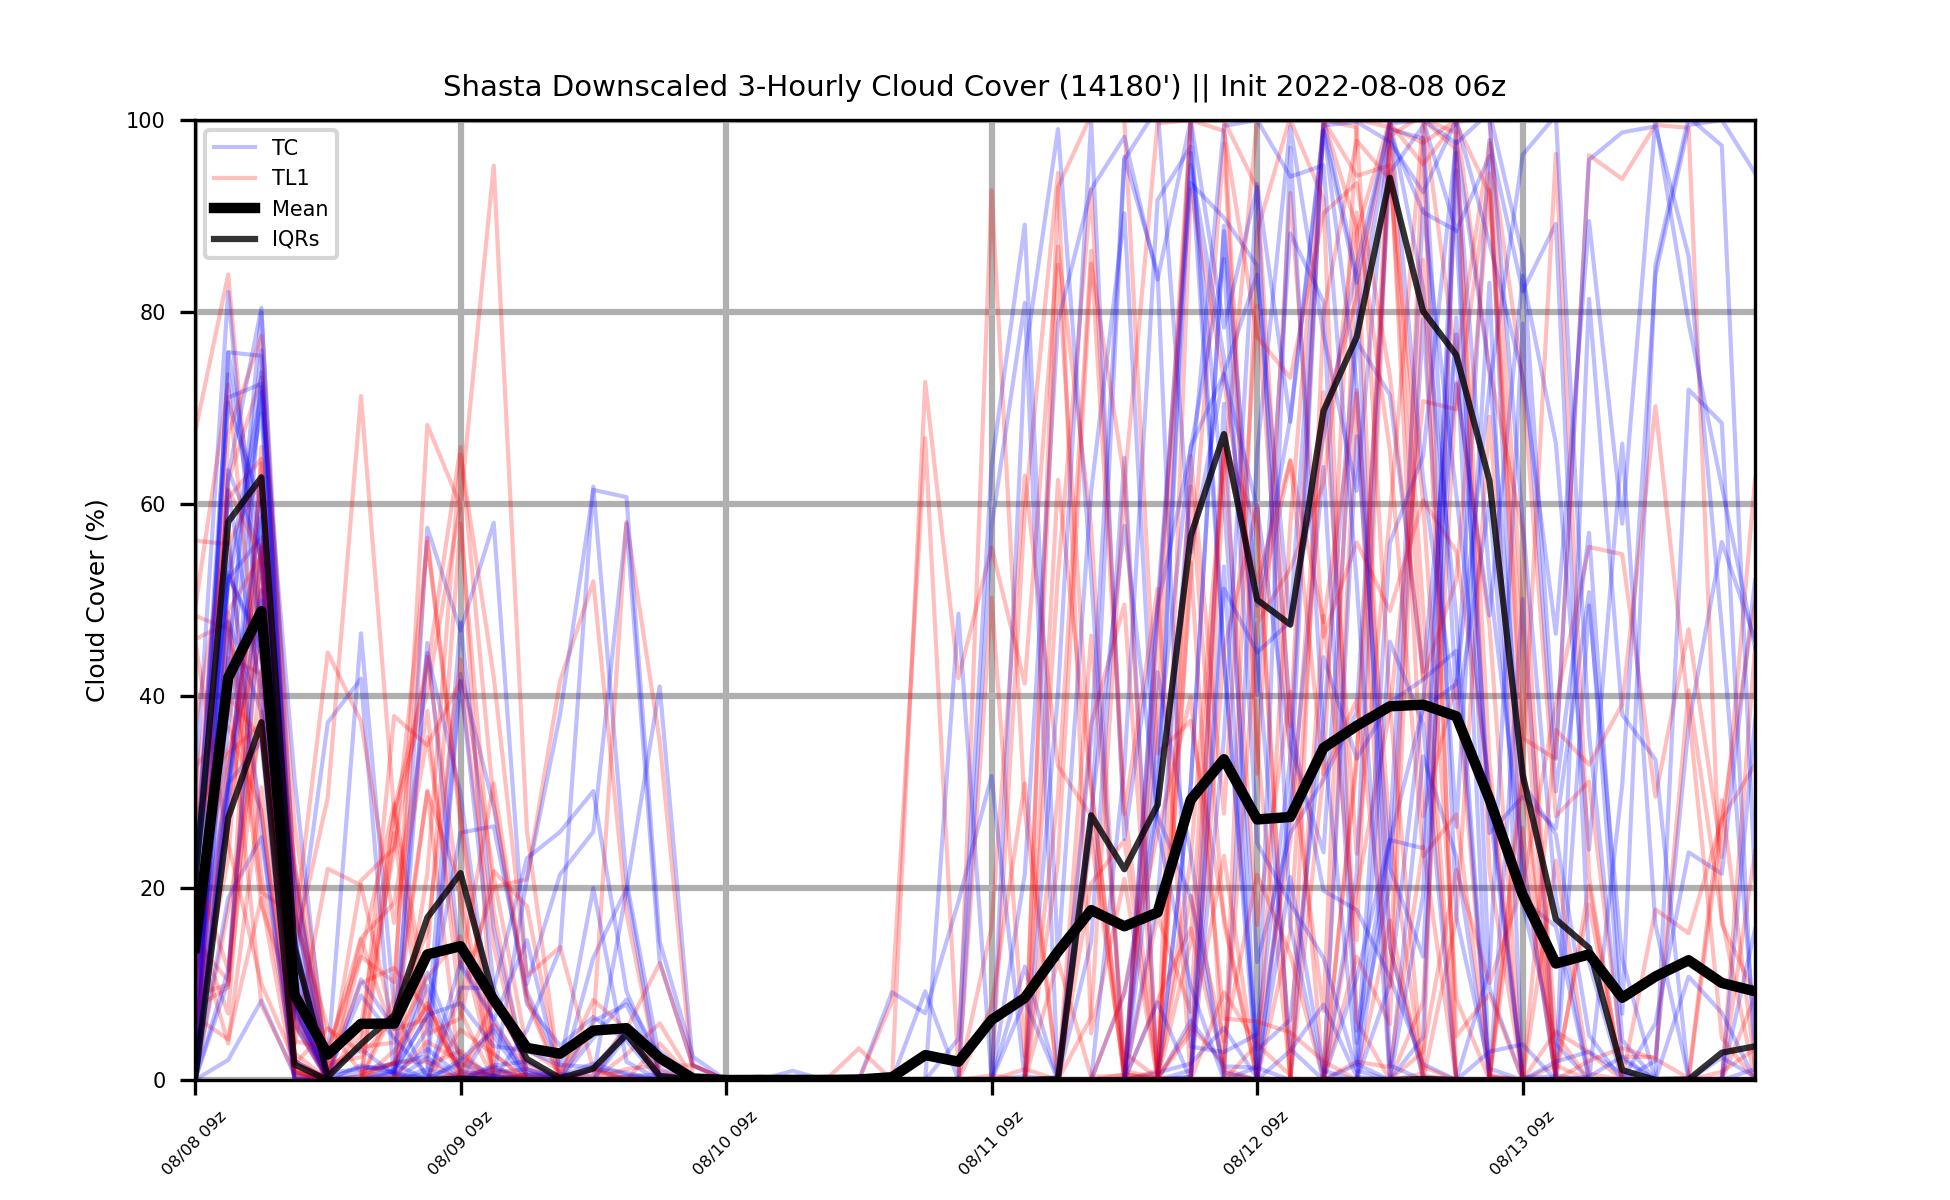 Shasta Downscaled 3-Hourly Cloud Cover (14180') || Init 2022-08-08 06z
TC
TL1
Mean
IQRs
Cloud Cover (%)
100
80
60
40
20
0
08/08 09z
08/09 09z
08/10 09z
08/11 09z
08/12 09z
08/13 09z